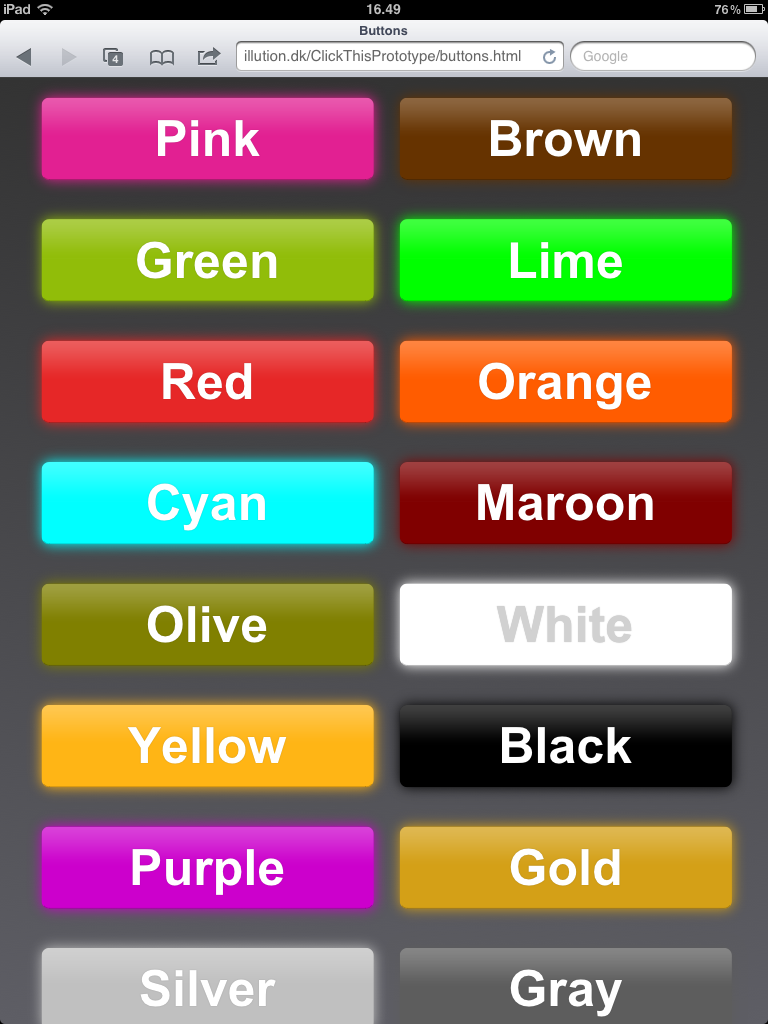 iPad 16.49 76%
Buttons
4 illution.dk/ClickThisPrototype/buttons.html Google
Pink Brown
Green Lime
Red Orange
Cyan Maroon
Olive White
Yellow Black
Purple Gold
Silver Gray